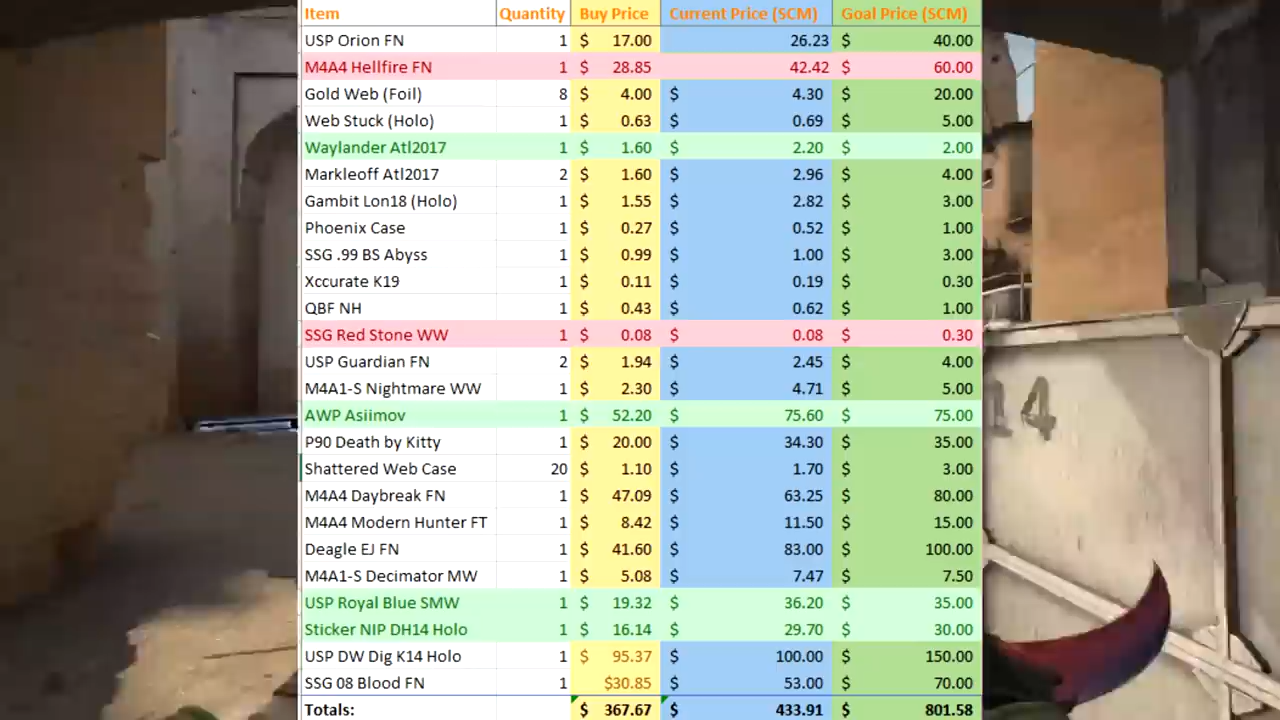 Item Quantity Buy Price Current Price (SCM) Goal Price (SCM)
USP Orion FN 1 $ 17.00 26.23 $ 40.00
M4A4 Hellfire FN 1 $ 28.85 42.42 $ 60.00
Gold Web (Foil) 8 $ 4.00 $ 4.30 $ 20.00
Web Stuck (Holo) 1 $ 0.63 $ 0.69 $ 5.00
Waylander Atl2017 1 $ 1.60 $ 2.20 $ 2.00
Markleoff Atl2017 2 $ 1.60 $ 2.96 $ 4.00
Gambit Lon18 (Holo) 1 $ 1.55 $ 2.82 $ 3.00
Phoenix Case 1 $ 0.27 $ 0.52 $ 1.00
SSG .99 BS Abyss 1 $ 0.99 $ 1.00 $ 3.00
Xccurate K19 1 $ 0.11 $ 0.19 $ 0.30
QBF NH 1 $ 0.43 $ 0.62 $ 1.00
SSG Red Stone WW 1 $ 0.08 $ 0.08 $ 0.30
USP Guardian FN 2 $ 1.94 $ 2.45 $ 4.00
M4A1-S Nightmare WW 1 $ 2.30 $ 4.71 $ 5.00
AWP Asiimov 1 $ 52.20 $ 75.60 $ 75.00
P90 Death by Kitty 1 $ 20.00 $ 34.30 $ 35.00
Shattered Web Case 20 $ 1.10 $ 1.70 $ 3.00
M4A4 Daybreak FN 1 $ 47.09 $ 63.25 $ 80.00
M4A4 Modern Hunter FT 1 $ 8.42 $ 11.50 $ 15.00
Deagle EJ FN 1 $ 41.60 $ 83.00 $ 100.00
M4A1-S Decimator MW 1 $ 5.08 $ 7.47 $ 7.50
USP Royal Blue SMW 1 $ 19.32 $ 36.20 $ 35.00
Sticker NIP DH14 Holo 1 $ 16.14 $ 29.70 $ 30.00
USP DW Dig K14 Holo 1 $ 95.37 $ 100.00 $ 150.00
SSG 08 Blood FN 1 $30.85 $ 53.00 $ 70.00
Totals: $ 367.67 $ 433.91 $ 801.58
14